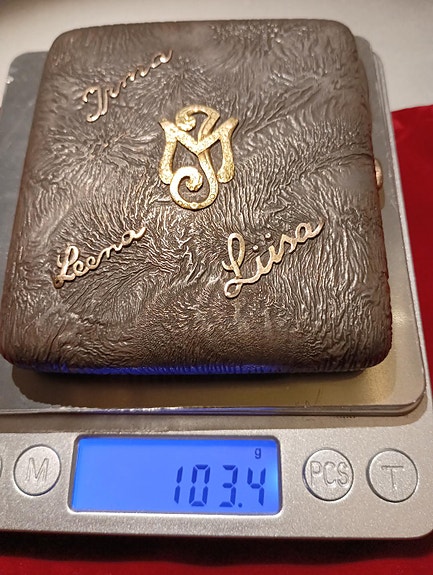 Irma
Leena
Liisa
g
103.4
M
PCS
T